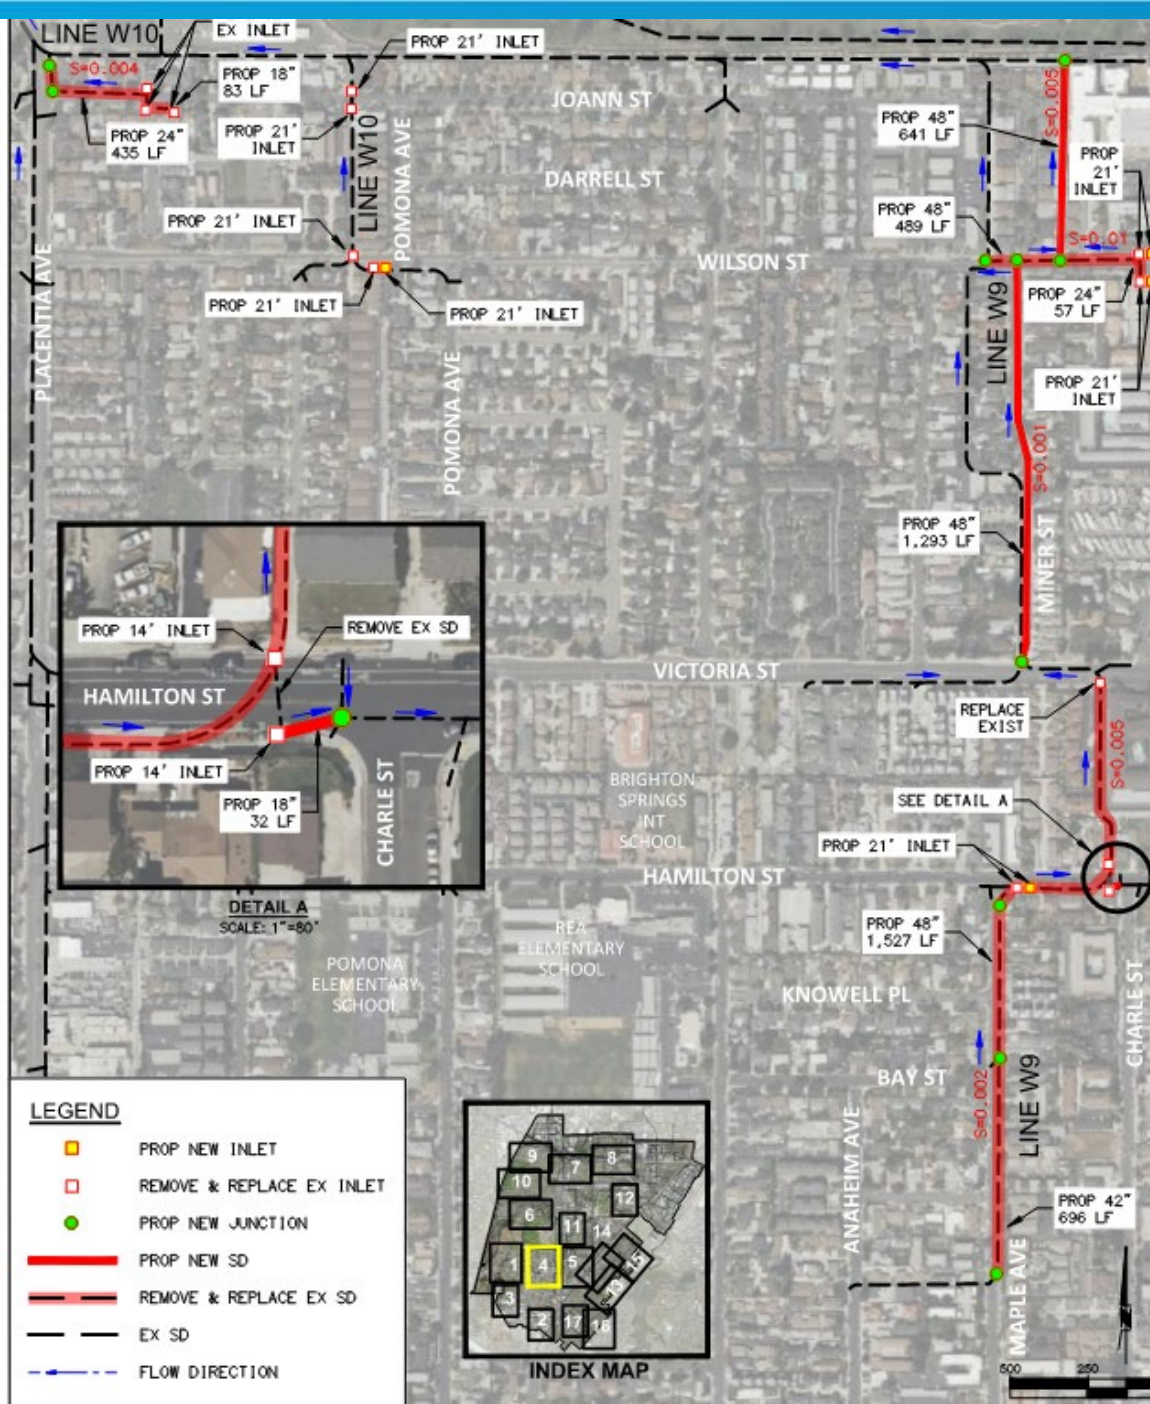 LINE W10
EX INLET
PROP 21' INLET
S=0.004
PROP 18"
83 LF
PROP 24"
435 LF
PROP 21'
INLET
LINE W10
POMONA AVE
JOANN ST
DARRELL ST
PROP 48"
641 LF
S=0.005
PROP
21'
INLET
PROP 21' INLET
PROP 48"
489 LF
S=0.01
WILSON ST
PLACENTIA AVE
PROP 21' INLET
PROP 21' INLET
LINE W9
PROP 24"
57 LF
PROP 21'
INLET
POMONA AVE
S=0.001
PROP 48"
1,293 LF
MINER ST
VICTORIA ST
PROP 14' INLET
REMOVE EX SD
HAMILTON ST
PROP 14' INLET
PROP 18"
32 LF
CHARLE ST
DETAIL A
SCALE: 1"=80'
REPLACE
EXIST
S=0.005
BRIGHTON
SPRINGS
INT
SCHOOL
SEE DETAIL A
PROP 21' INLET
HAMILTON ST
PROP 48"
1,527 LF
REA
ELEMENTARY
SCHOOL
POMONA
ELEMENTARY
SCHOOL
KNOWELL PL
CHARLE ST
BAY ST
S=0.002
LINE W9
ANAHEIM AVE
PROP 42"
696 LF
MAPLE AVE
500
250
LEGEND
PROP NEW INLET
REMOVE & REPLACE EX INLET
PROP NEW JUNCTION
PROP NEW SD
REMOVE & REPLACE EX SD
EX SD
FLOW DIRECTION
9
7
8
10
12
6
11
14
1
4
5
15
3
13
2
17
18
INDEX MAP